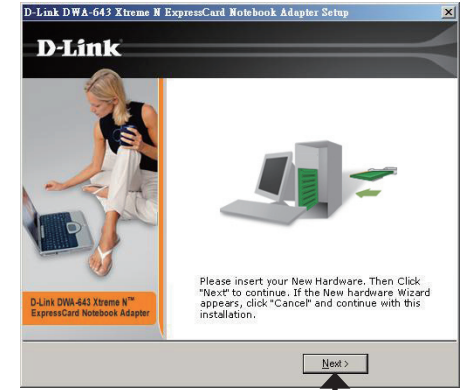 D-Link DWA-643 Xtreme N ExpressCard Notebook Adapter Setup
D-Link
Please insert your New Hardware. Then Click
"Next" to continue. If the New hardware Wizard
appears, click "Cancel" and continue with this
installation.
D-Link DWA-643 Xtreme N™
ExpressCard Notebook Adapter
Next >